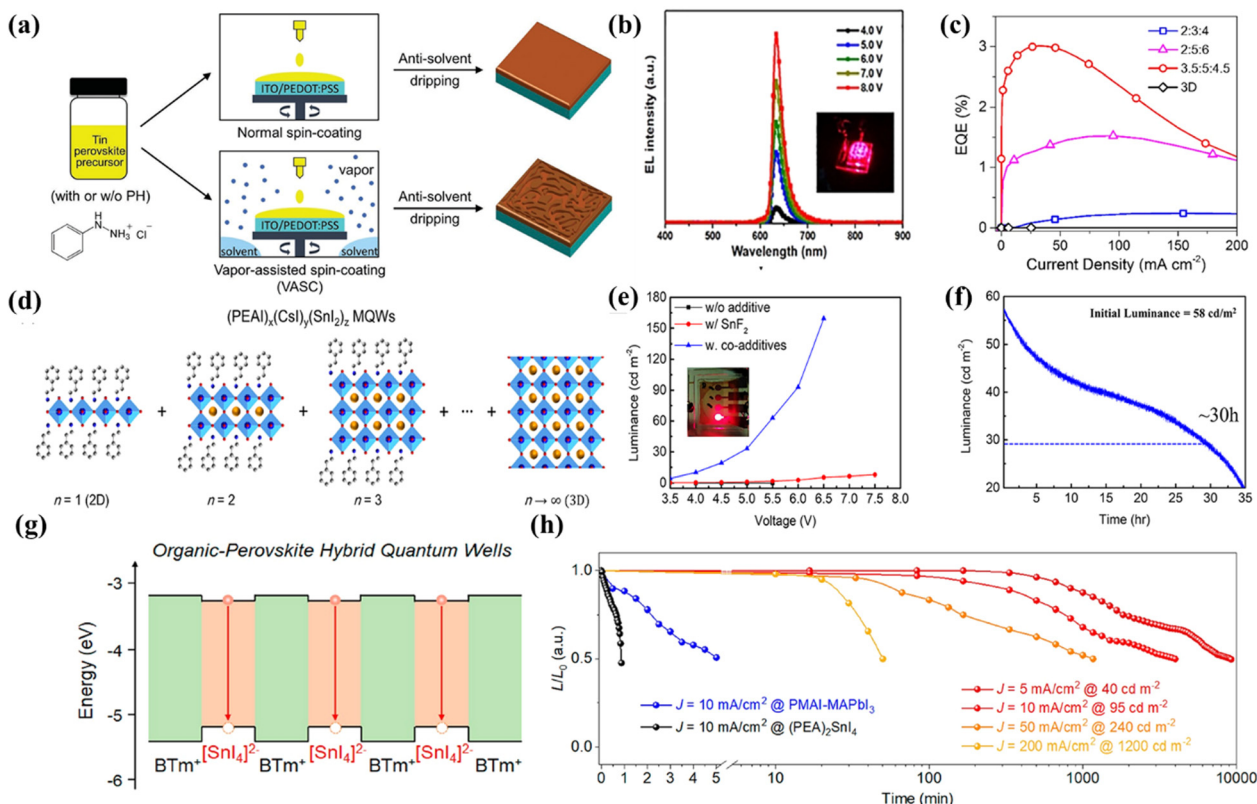 (a)
Tin
perovskite
precursor
(with or w/o PH)
NH₃⁺ Cl⁻
N
H
ITO/PEDOT:PSS
Normal spin-coating
Anti-solvent
dripping
vapor
ITO/PEDOT:PSS
solvent
solvent
Vapor-assisted spin-coating
(VASC)
Anti-solvent
dripping
(b)
EL intensity (a.u.)
4.0 V
5.0 V
6.0 V
7.0 V
8.0 V
400 500 600 700 800 900
Wavelength (nm)
(c)
EQE (%)
3
2
1
0
2:3:4
2:5:6
3.5:5:4.5
3D
0 50 100 150 200
Current Density (mA cm⁻²)
(d)
(PEAI)ₓ(CsI)ᵧ(SnI₂)z MQWs
+ + + ··· +
n = 1 (2D)
n = 2
n = 3
n → ∞ (3D)
(e)
Luminance (cd m⁻²)
180
150
120
90
60
30
0
w/o additive
w/ SnF₂
w. co-additives
3.5 4.0 4.5 5.0 5.5 6.0 6.5 7.0 7.5 8.0
Voltage (V)
(f)
Luminance (cd m⁻²)
60
50
40
30
20
Initial Luminance = 58 cd/m²
~30h
5 10 15 20 25 30 35
Time (hr)
(g)
Organic-Perovskite Hybrid Quantum Wells
Energy (eV)
-3
-4
-5
-6
[SnI₄]²⁻ [SnI₄]²⁻ [SnI₄]²⁻
BTm⁺ BTm⁺ BTm⁺ BTm⁺
(h)
L/L₀ (a.u.)
1.0
0.5
0.0
J = 10 mA/cm² @ PMAI-MAPbI₃
J = 10 mA/cm² @ (PEA)₂SnI₄
J = 5 mA/cm² @ 40 cd m⁻²
J = 10 mA/cm² @ 95 cd m⁻²
J = 50 mA/cm² @ 240 cd m⁻²
J = 200 mA/cm² @ 1200 cd m⁻²
0 1 2 3 4 5 10 100 1000 10000
Time (min)